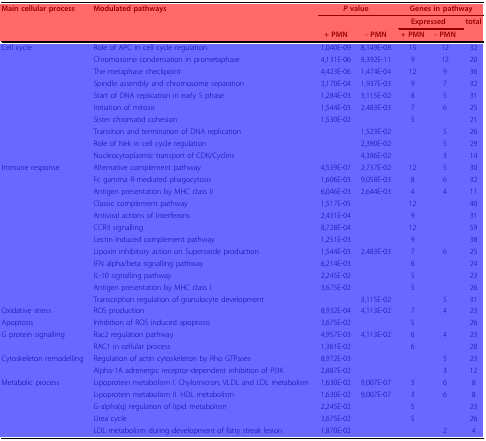 Main cellular process Modulated pathways P value Genes in pathway
Expressed total
+ PMN - PMN + PMN - PMN
Cell cycle Role of APC in cell cycle regulation 1,040E-09 8,149E-08 15 12 32
Chromosome condensation in prometaphase 4,131E-06 8,392E-11 9 12 20
The metaphase checkpoint 4,423E-06 1,474E-04 12 9 36
Spindle assembly and chromosome separation 3,170E-04 1,937E-03 9 7 32
Start of DNA replication in early S phase 1,284E-03 3,115E-02 8 5 31
Initiation of mitosis 1,544E-03 2,483E-03 7 6 25
Sister chromatid cohesion 1,530E-02 5 21
Transition and termination of DNA replication 1,523E-02 5 26
Role of Nek in cell cycle regulation 2,390E-02 5 29
Nucleocytoplasmic transport of CDK/Cyclins 4,386E-02 3 14
Immune response Alternative complement pathway 4,539E-07 2,737E-02 12 5 30
Fc gamma R-mediated phagocytosis 1,606E-03 9,058E-03 8 6 32
Antigen presentation by MHC class II 6,046E-03 2,644E-03 4 4 11
Classic complement pathway 1,517E-05 12 40
Antiviral actions of Interferons 2,431E-04 9 31
CCR3 signalling 8,728E-04 12 59
Lectin Induced complement pathway 1,251E-03 9 38
Lipoxin inhibitory action on Superoxide production 1,544E-03 2,483E-03 7 6 25
IFN alpha/beta signalling pathway 6,214E-03 6 24
IL-10 signalling pathway 2,245E-02 5 23
Antigen presentation by MHC class I 3,675E-02 5 26
Transcription regulation of granulocyte development 3,115E-02 5 31
Oxidative stress ROS production 8,932E-04 4,113E-02 7 4 23
Apoptosis Inhibition of ROS induced apoptosis 3,675E-02 5 26
G protein signalling Rac2 regulation pathway 4,957E-03 4,113E-02 6 4 23
RAC1 in cellular process 1,361E-02 6 28
Cytoskeleton remodelling Regulation of actin cytoskeleton by Rho GTPases 8,972E-03 5 23
Alpha-1A adrenergic receptor-dependent inhibition of PI3K 2,887E-02 3 12
Metabolic process Lipoprotein metabolism I. Chylomicron, VLDL and LDL metabolism 1,630E-02 9,007E-07 3 6 8
Lipoprotein metabolism II. HDL metabolism 1,630E-02 9,007E-07 3 6 8
G-alpha(q) regulation of lipid metabolism 2,245E-02 5 23
Urea cycle 3,675E-02 5 26
LDL metabolism during development of fatty streak lesion 1,870E-02 2 4